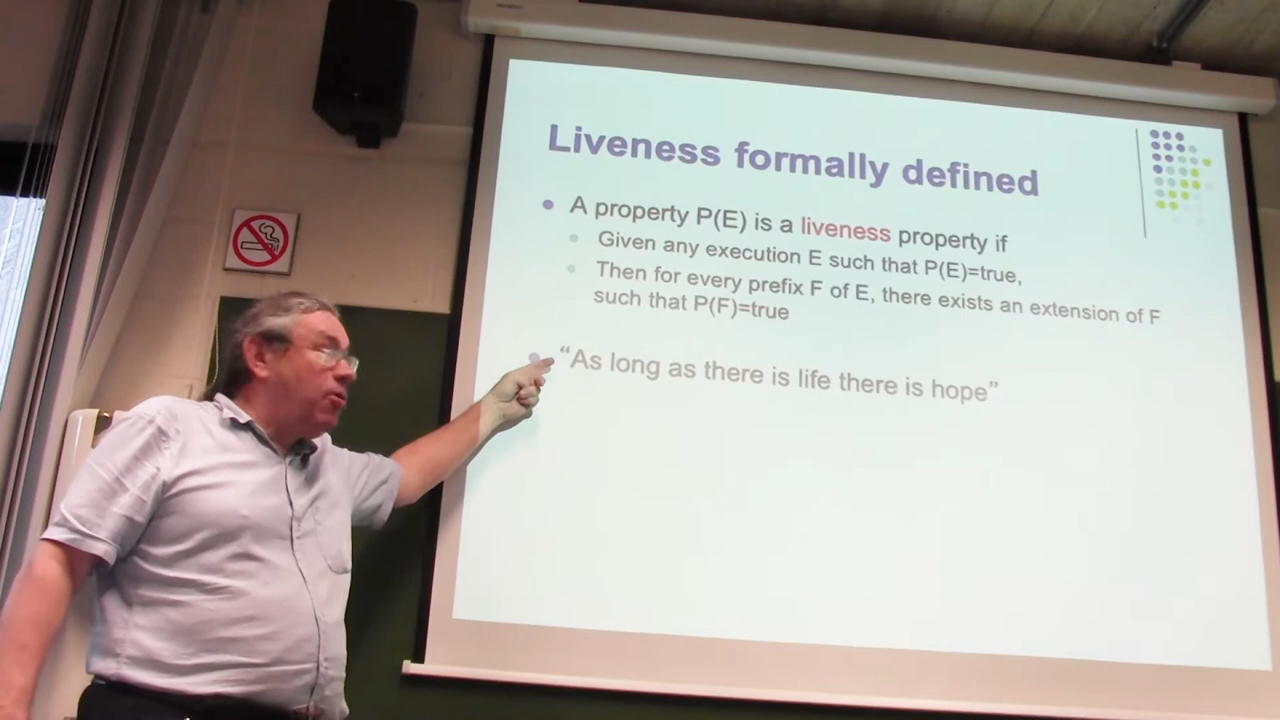 Liveness formally defined
A property P(E) is a liveness property if
Given any execution E such that P(E)=true,
Then for every prefix F of E, there exists an extension of F
such that P(F)=true
“As long as there is life there is hope”